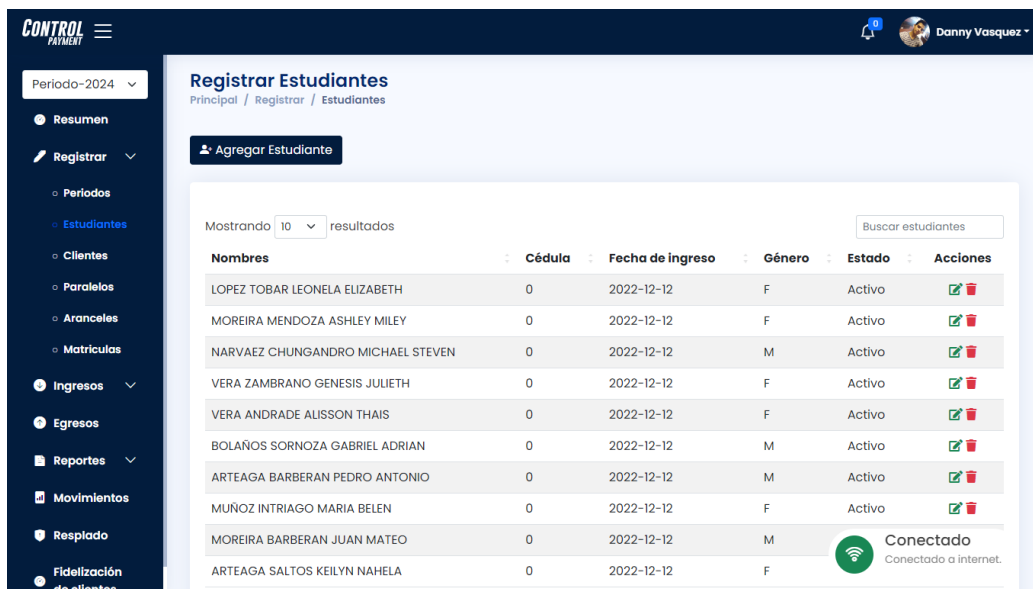 CONTROL
PAYMENT
0
Danny Vasquez
Periodo-2024
Resumen
Registrar
Periodos
Estudiantes
Clientes
Paralelos
Aranceles
Matriculas
Ingresos
Egresos
Reportes
Movimientos
Resplado
Fidelización
de clientes
Registrar Estudiantes
Principal / Registrar / Estudiantes
Agregar Estudiante
Mostrando 10 resultados
Buscar estudiantes
Nombres Cédula Fecha de ingreso Género Estado Acciones
LOPEZ TOBAR LEONELA ELIZABETH 0 2022-12-12 F Activo
MOREIRA MENDOZA ASHLEY MILEY 0 2022-12-12 F Activo
NARVAEZ CHUNGANDRO MICHAEL STEVEN 0 2022-12-12 M Activo
VERA ZAMBRANO GENESIS JULIETH 0 2022-12-12 F Activo
VERA ANDRADE ALISSON THAIS 0 2022-12-12 F Activo
BOLAÑOS SORNOZA GABRIEL ADRIAN 0 2022-12-12 M Activo
ARTEAGA BARBERAN PEDRO ANTONIO 0 2022-12-12 M Activo
MUÑOZ INTRIAGO MARIA BELEN 0 2022-12-12 F Activo
MOREIRA BARBERAN JUAN MATEO 0 2022-12-12 M
ARTEAGA SALTOS KEILYN NAHELA 0 2022-12-12 F
Conectado
Conectado a internet.